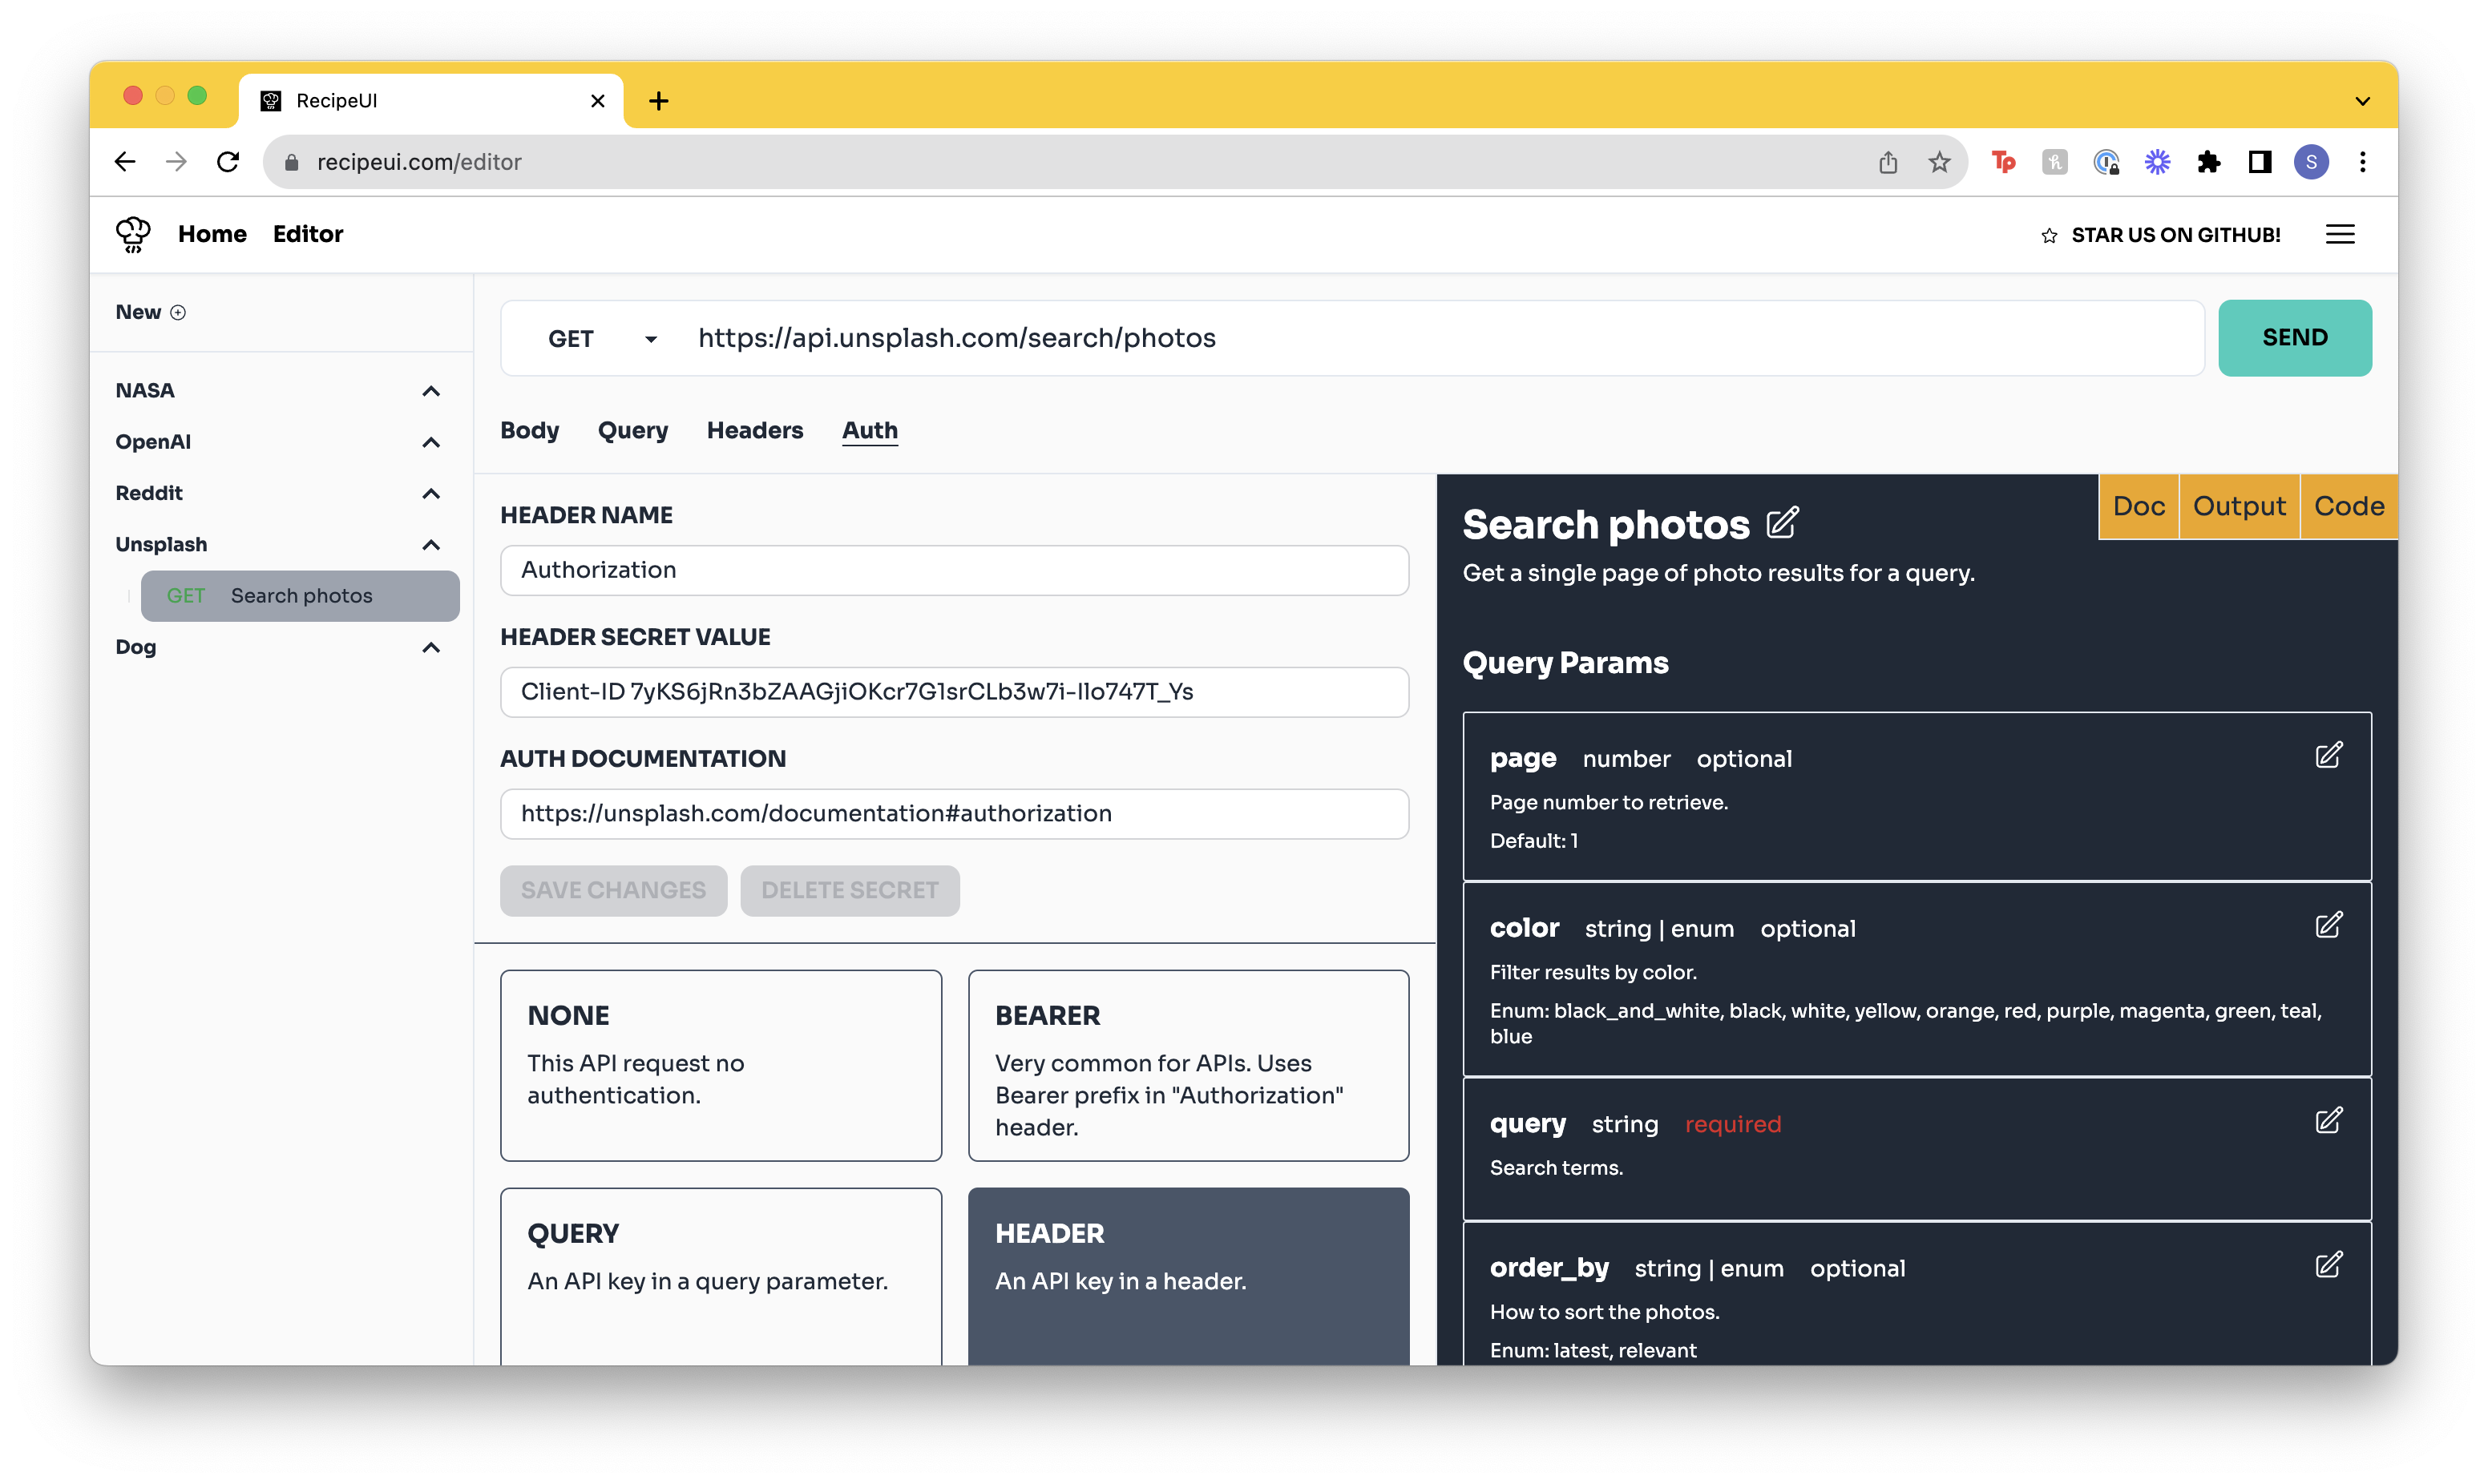 RecipeUI
recipeui.com/editor
S
Home Editor
STAR US ON GITHUB!
New
NASA
OpenAI
Reddit
Unsplash
GET Search photos
Dog
GET https://api.unsplash.com/search/photos
SEND
Body Query Headers Auth
HEADER NAME
Authorization
HEADER SECRET VALUE
Client-ID 7yKS6jRn3bZAAGjiOKcr7G1srCLb3w7i-Ilo747T_Ys
AUTH DOCUMENTATION
https://unsplash.com/documentation#authorization
SAVE CHANGES DELETE SECRET
NONE
This API request no
authentication.
BEARER
Very common for APIs. Uses
Bearer prefix in "Authorization"
header.
QUERY
An API key in a query parameter.
HEADER
An API key in a header.
Doc Output Code
Search photos
Get a single page of photo results for a query.
Query Params
page number optional
Page number to retrieve.
Default: 1
color string | enum optional
Filter results by color.
Enum: black_and_white, black, white, yellow, orange, red, purple, magenta, green, teal,
blue
query string required
Search terms.
order_by string | enum optional
How to sort the photos.
Enum: latest, relevant